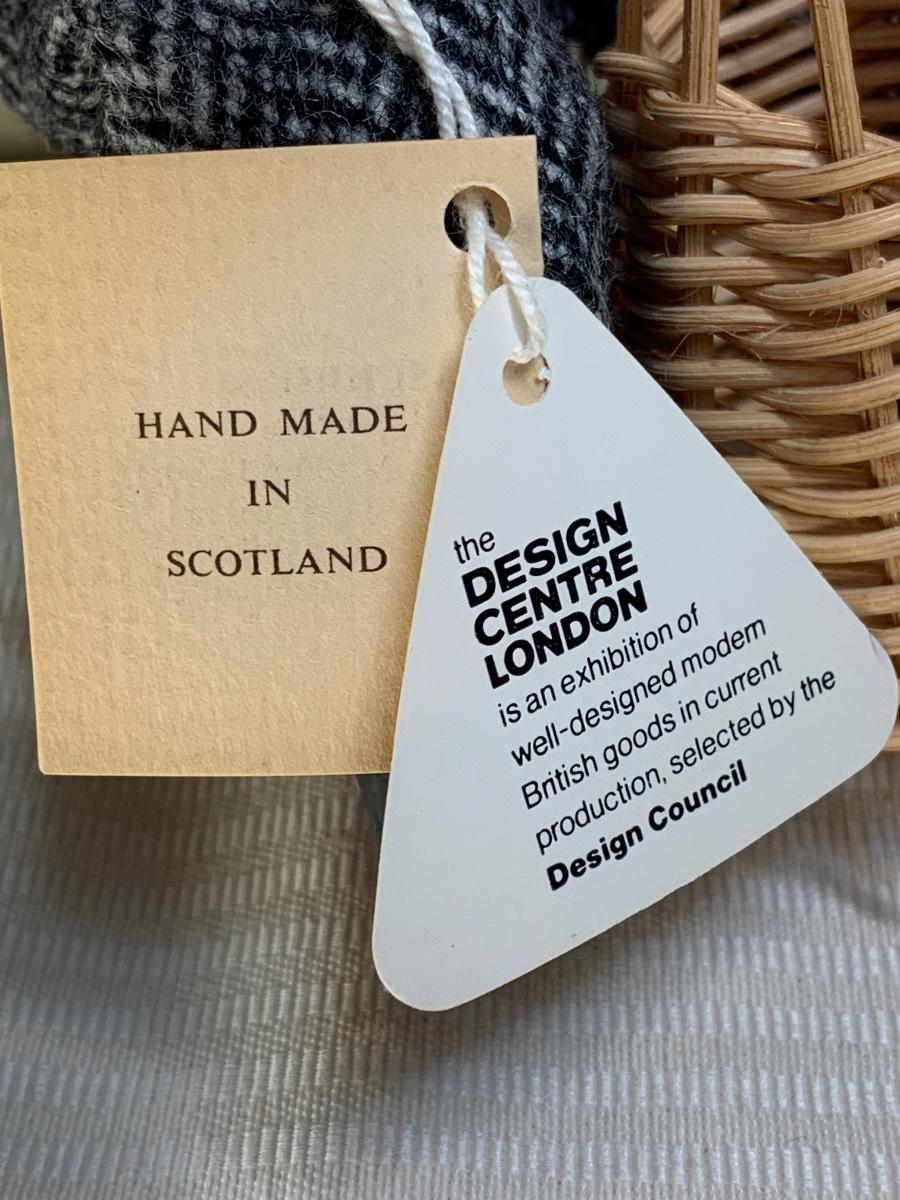 HAND MADE
IN
SCOTLAND
the
DESIGN
CENTRE
LONDON
is an exhibition of
well-designed modern
British goods in current
production, selected by the
Design Council